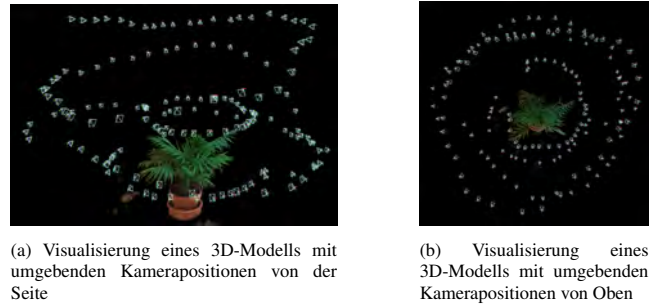 (a) Visualisierung eines 3D-Modells mit
umgebenden Kamerapositionen von der
Seite
(b) Visualisierung eines
3D-Modells mit umgebenden
Kamerapositionen von Oben